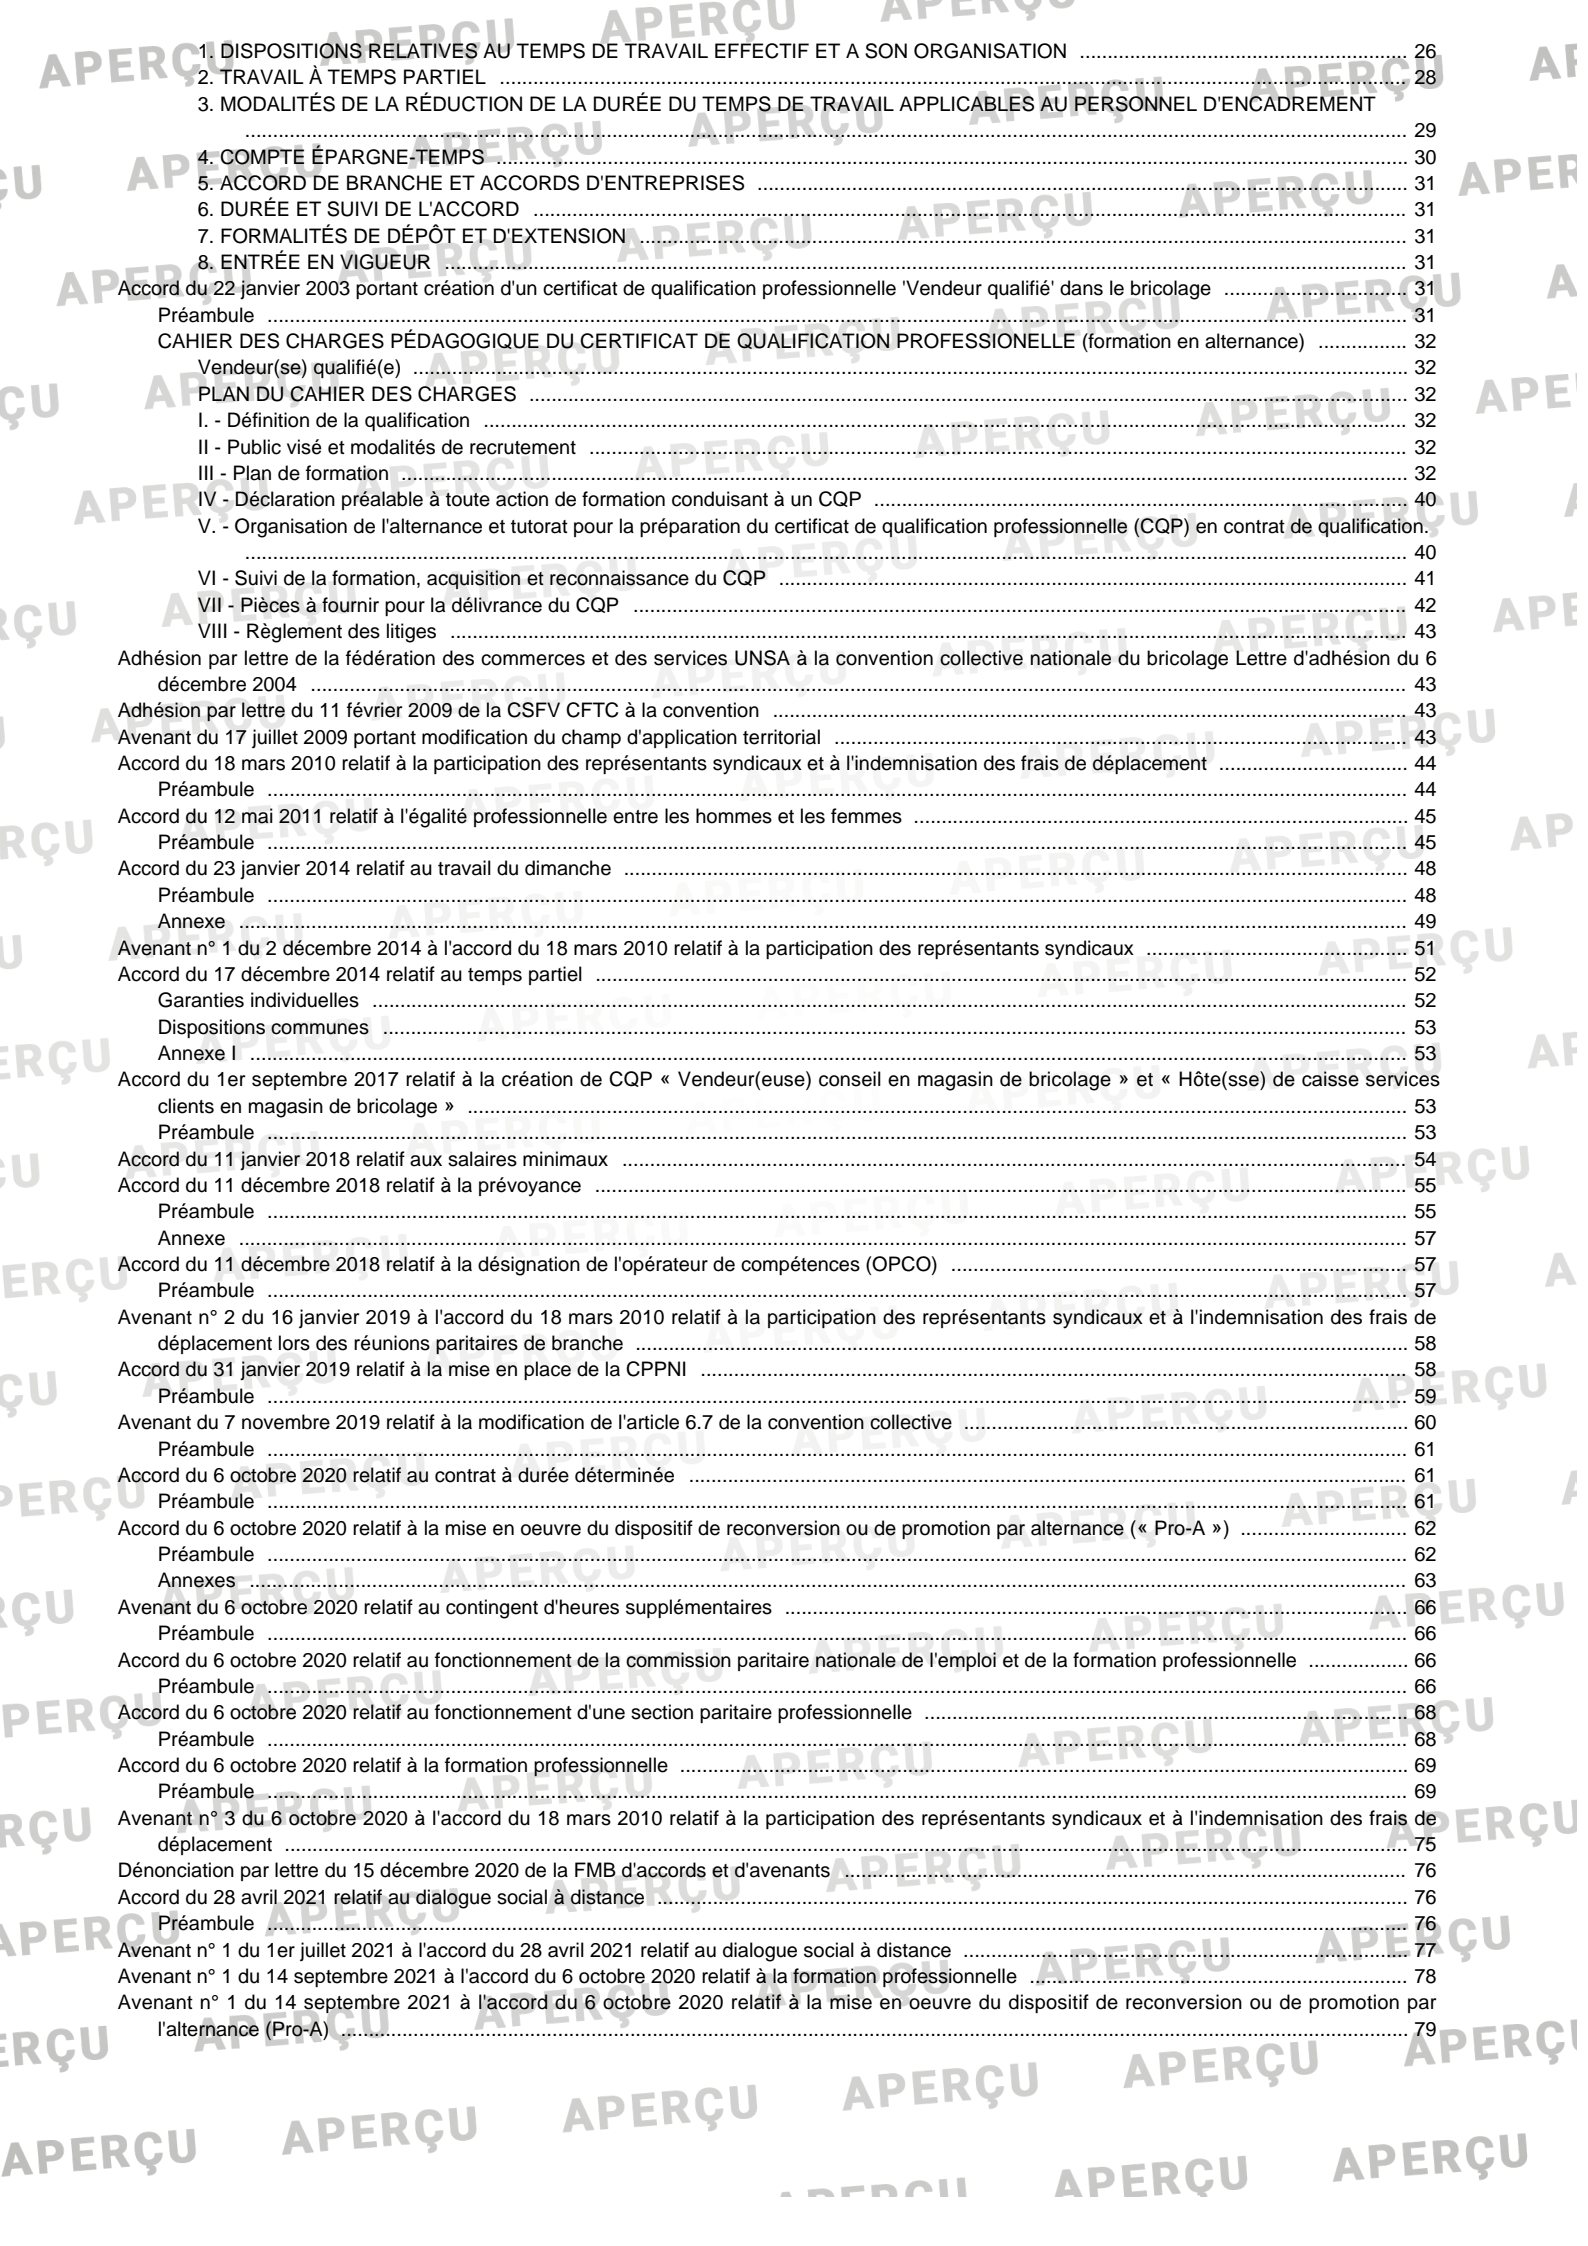 1. DISPOSITIONS RELATIVES AU TEMPS DE TRAVAIL EFFECTIF ET A SON ORGANISATION ........ 26
2. TRAVAIL À TEMPS PARTIEL ........ 28
3. MODALITÉS DE LA RÉDUCTION DE LA DURÉE DU TEMPS DE TRAVAIL APPLICABLES AU PERSONNEL D'ENCADREMENT
........ 29
4. COMPTE ÉPARGNE-TEMPS ........ 30
5. ACCORD DE BRANCHE ET ACCORDS D'ENTREPRISES ........ 31
6. DURÉE ET SUIVI DE L'ACCORD ........ 31
7. FORMALITÉS DE DÉPÔT ET D'EXTENSION ........ 31
8. ENTRÉE EN VIGUEUR ........ 31
Accord du 22 janvier 2003 portant création d'un certificat de qualification professionnelle 'Vendeur qualifié' dans le bricolage ........ 31
Préambule ........ 31
CAHIER DES CHARGES PÉDAGOGIQUE DU CERTIFICAT DE QUALIFICATION PROFESSIONELLE (formation en alternance) ........ 32
Vendeur(se) qualifié(e) ........ 32
PLAN DU CAHIER DES CHARGES ........ 32
I. - Définition de la qualification ........ 32
II - Public visé et modalités de recrutement ........ 32
III - Plan de formation ........ 32
IV - Déclaration préalable à toute action de formation conduisant à un CQP ........ 40
V. - Organisation de l'alternance et tutorat pour la préparation du certificat de qualification professionnelle (CQP) en contrat de qualification.
........ 40
VI - Suivi de la formation, acquisition et reconnaissance du CQP ........ 41
VII - Pièces à fournir pour la délivrance du CQP ........ 42
VIII - Règlement des litiges ........ 43
Adhésion par lettre de la fédération des commerces et des services UNSA à la convention collective nationale du bricolage Lettre d'adhésion du 6
décembre 2004 ........ 43
Adhésion par lettre du 11 février 2009 de la CSFV CFTC à la convention ........ 43
Avenant du 17 juillet 2009 portant modification du champ d'application territorial ........ 43
Accord du 18 mars 2010 relatif à la participation des représentants syndicaux et à l'indemnisation des frais de déplacement ........ 44
Préambule ........ 44
Accord du 12 mai 2011 relatif à l'égalité professionnelle entre les hommes et les femmes ........ 45
Préambule ........ 45
Accord du 23 janvier 2014 relatif au travail du dimanche ........ 48
Préambule ........ 48
Annexe ........ 49
Avenant n° 1 du 2 décembre 2014 à l'accord du 18 mars 2010 relatif à la participation des représentants syndicaux ........ 51
Accord du 17 décembre 2014 relatif au temps partiel ........ 52
Garanties individuelles ........ 52
Dispositions communes ........ 53
Annexe I ........ 53
Accord du 1er septembre 2017 relatif à la création de CQP « Vendeur(euse) conseil en magasin de bricolage » et « Hôte(sse) de caisse services
clients en magasin de bricolage » ........ 53
Préambule ........ 53
Accord du 11 janvier 2018 relatif aux salaires minimaux ........ 54
Accord du 11 décembre 2018 relatif à la prévoyance ........ 55
Préambule ........ 55
Annexe ........ 57
Accord du 11 décembre 2018 relatif à la désignation de l'opérateur de compétences (OPCO) ........ 57
Préambule ........ 57
Avenant n° 2 du 16 janvier 2019 à l'accord du 18 mars 2010 relatif à la participation des représentants syndicaux et à l'indemnisation des frais de
déplacement lors des réunions paritaires de branche ........ 58
Accord du 31 janvier 2019 relatif à la mise en place de la CPPNI ........ 58
Préambule ........ 59
Avenant du 7 novembre 2019 relatif à la modification de l'article 6.7 de la convention collective ........ 60
Préambule ........ 61
Accord du 6 octobre 2020 relatif au contrat à durée déterminée ........ 61
Préambule ........ 61
Accord du 6 octobre 2020 relatif à la mise en oeuvre du dispositif de reconversion ou de promotion par alternance (« Pro-A ») ........ 62
Préambule ........ 62
Annexes ........ 63
Avenant du 6 octobre 2020 relatif au contingent d'heures supplémentaires ........ 66
Préambule ........ 66
Accord du 6 octobre 2020 relatif au fonctionnement de la commission paritaire nationale de l'emploi et de la formation professionnelle ........ 66
Préambule ........ 66
Accord du 6 octobre 2020 relatif au fonctionnement d'une section paritaire professionnelle ........ 68
Préambule ........ 68
Accord du 6 octobre 2020 relatif à la formation professionnelle ........ 69
Préambule ........ 69
Avenant n° 3 du 6 octobre 2020 à l'accord du 18 mars 2010 relatif à la participation des représentants syndicaux et à l'indemnisation des frais de
déplacement ........ 75
Dénonciation par lettre du 15 décembre 2020 de la FMB d'accords et d'avenants ........ 76
Accord du 28 avril 2021 relatif au dialogue social à distance ........ 76
Préambule ........ 76
Avenant n° 1 du 1er juillet 2021 à l'accord du 28 avril 2021 relatif au dialogue social à distance ........ 77
Avenant n° 1 du 14 septembre 2021 à l'accord du 6 octobre 2020 relatif à la formation professionnelle ........ 78
Avenant n° 1 du 14 septembre 2021 à l'accord du 6 octobre 2020 relatif à la mise en oeuvre du dispositif de reconversion ou de promotion par
l'alternance (Pro-A) ........ 79
APERÇU